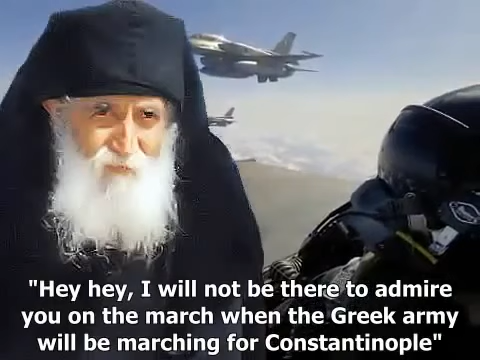 "Hey hey, I will not be there to admire
you on the march when the Greek army
will be marching for Constantinople"